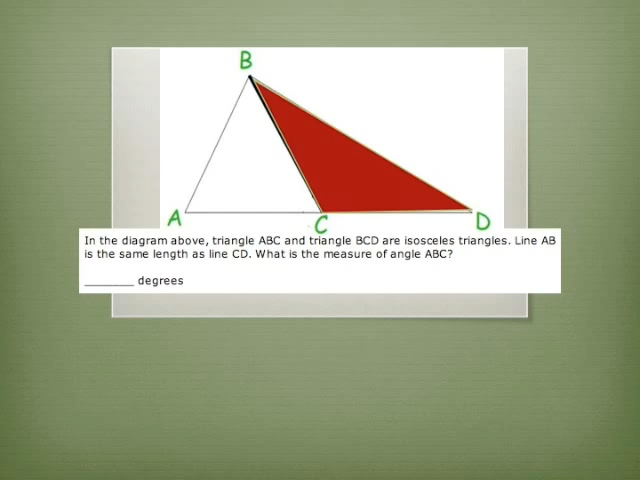 B
A
C
D
In the diagram above, triangle ABC and triangle BCD are isosceles triangles. Line AB
is the same length as line CD. What is the measure of angle ABC?
_______ degrees